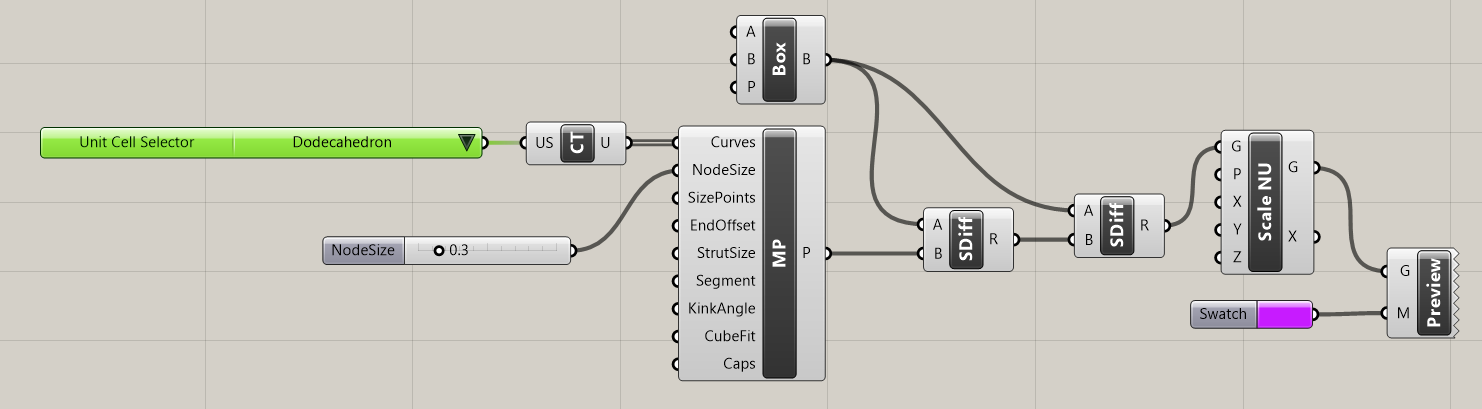 A
B
P
Box
B
Unit Cell Selector Dodecahedron
US
CT
U
Curves
NodeSize
SizePoints
EndOffset
StrutSize
Segment
KinkAngle
CubeFit
Caps
MP
P
NodeSize 0.3
A
B
SDiff
R
A
B
SDiff
R
G
P
X
Y
Z
Scale NU
G
X
Swatch
G
M
Preview